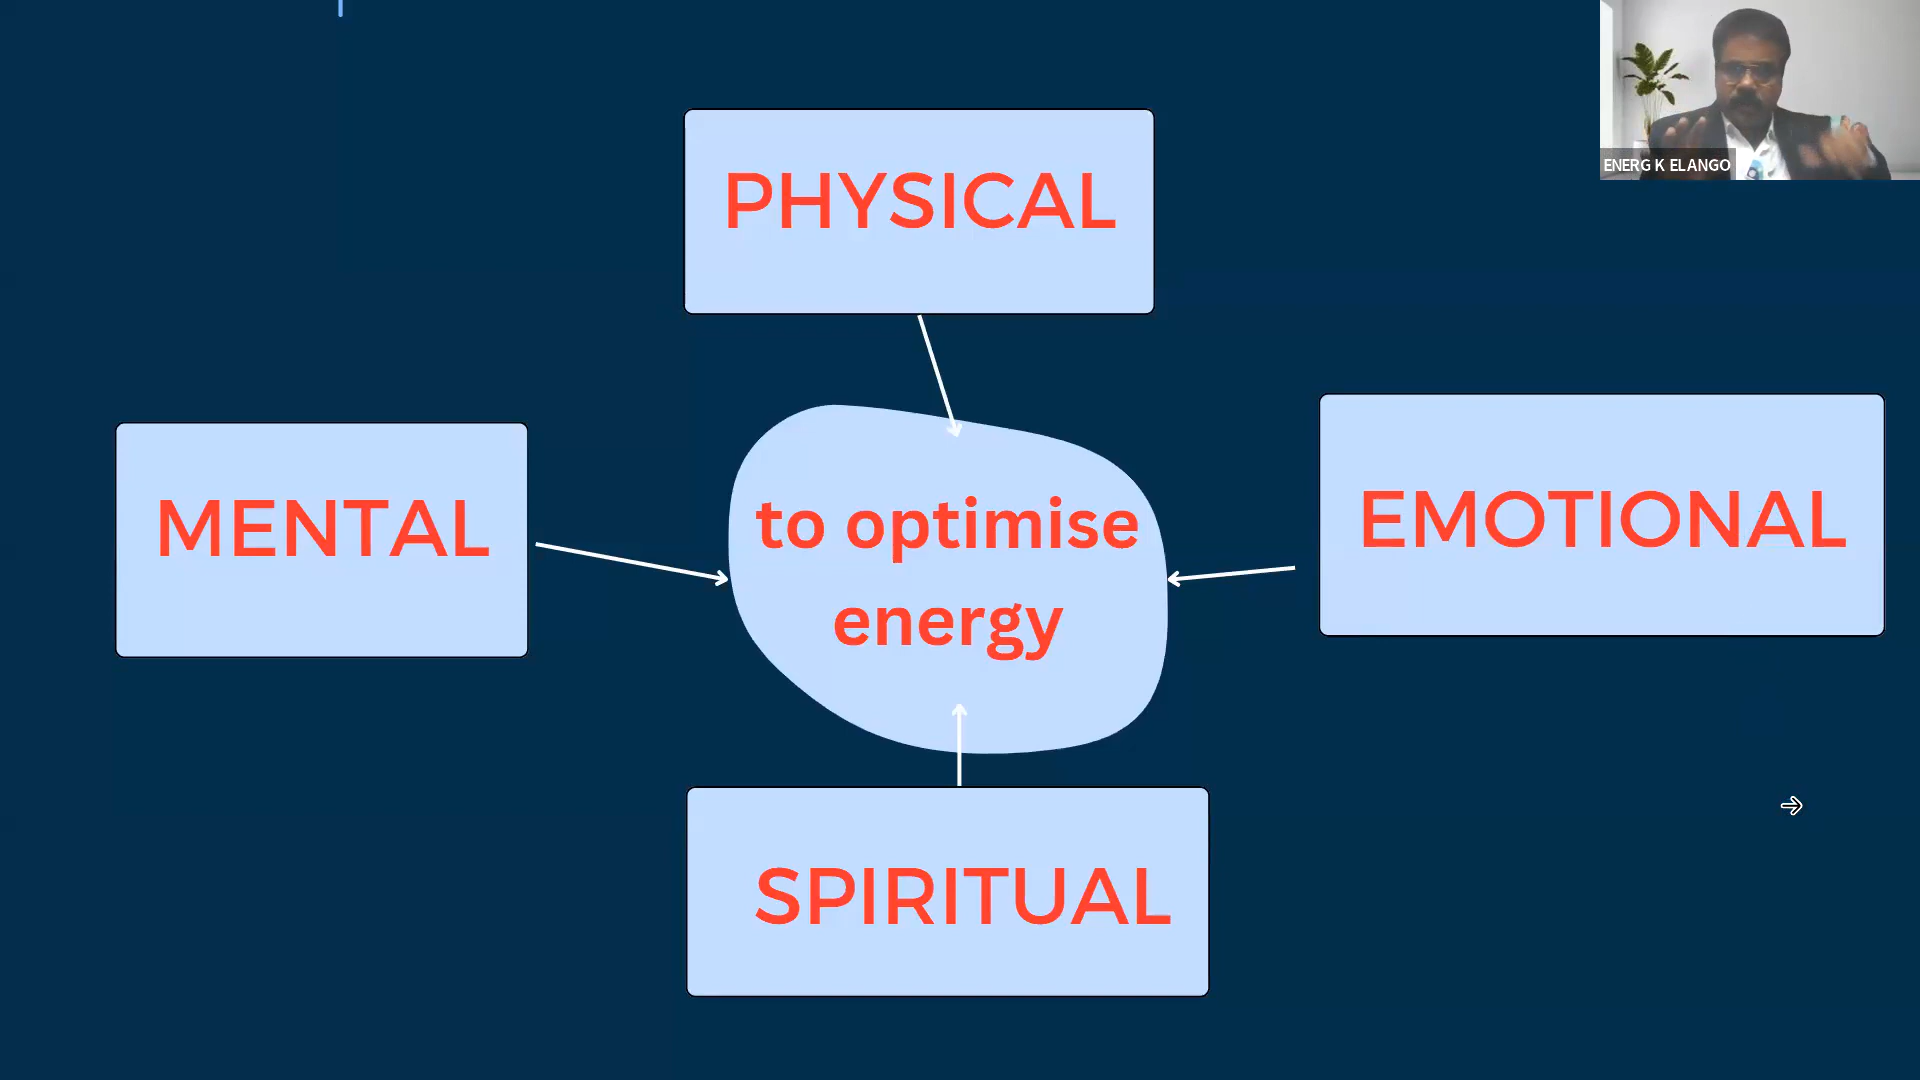 ENERG K ELANGO
PHYSICAL
MENTAL
to optimise
energy
EMOTIONAL
SPIRITUAL